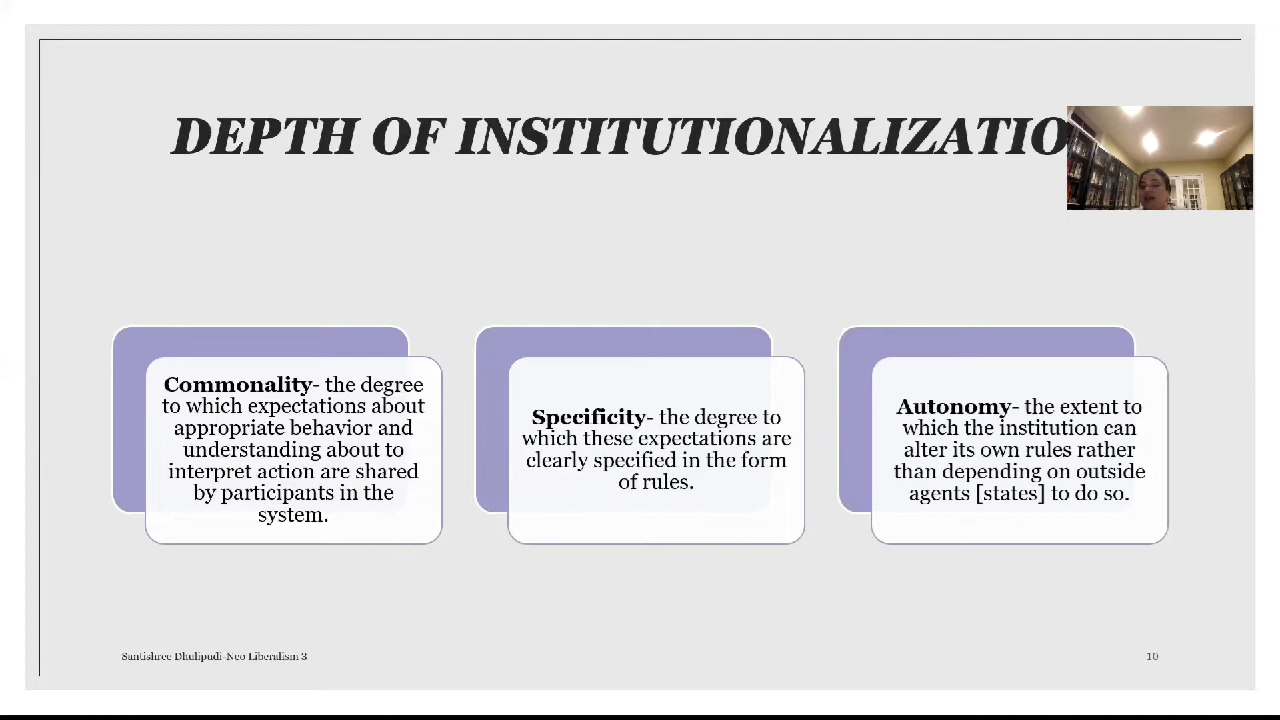 DEPTH OF INSTITUTIONALIZATIO
Commonality- the degree
to which expectations about
appropriate behavior and
understanding about to
interpret action are shared
by participants in the
system.
Specificity- the degree to
which these expectations are
clearly specified in the form
of rules.
Autonomy- the extent to
which the institution can
alter its own rules rather
than depending on outside
agents [states] to do so.
Santishree Dhulipudi-Neo Liberalism 3
10